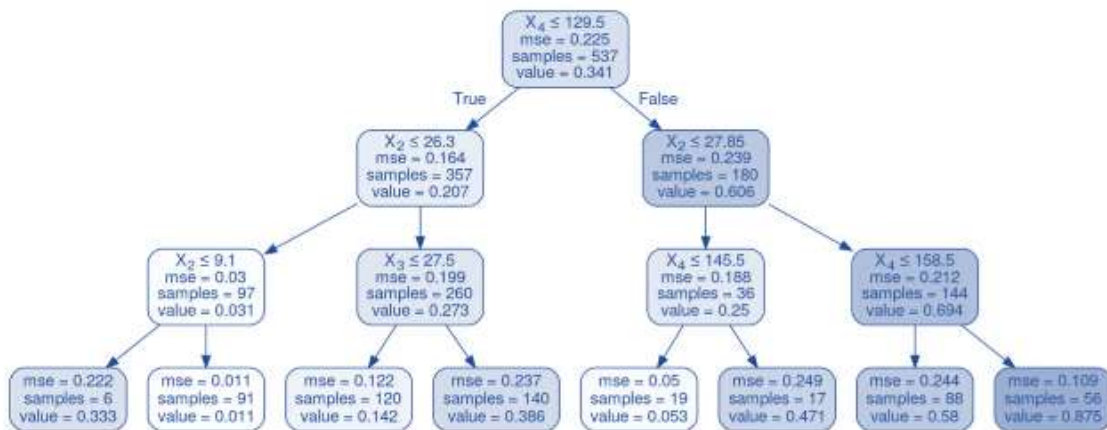 X4 ≤ 129.5
mse = 0.225
samples = 537
value = 0.341
True
False
X2 ≤ 26.3
mse = 0.164
samples = 357
value = 0.207
X2 ≤ 27.85
mse = 0.239
samples = 180
value = 0.606
X2 ≤ 9.1
mse = 0.03
samples = 97
value = 0.031
X3 ≤ 27.5
mse = 0.199
samples = 260
value = 0.273
X4 ≤ 145.5
mse = 0.188
samples = 36
value = 0.25
X4 ≤ 158.5
mse = 0.212
samples = 144
value = 0.694
mse = 0.222
samples = 6
value = 0.333
mse = 0.011
samples = 91
value = 0.011
mse = 0.122
samples = 120
value = 0.142
mse = 0.237
samples = 140
value = 0.386
mse = 0.05
samples = 19
value = 0.053
mse = 0.249
samples = 17
value = 0.471
mse = 0.244
samples = 88
value = 0.58
mse = 0.109
samples = 56
value = 0.875